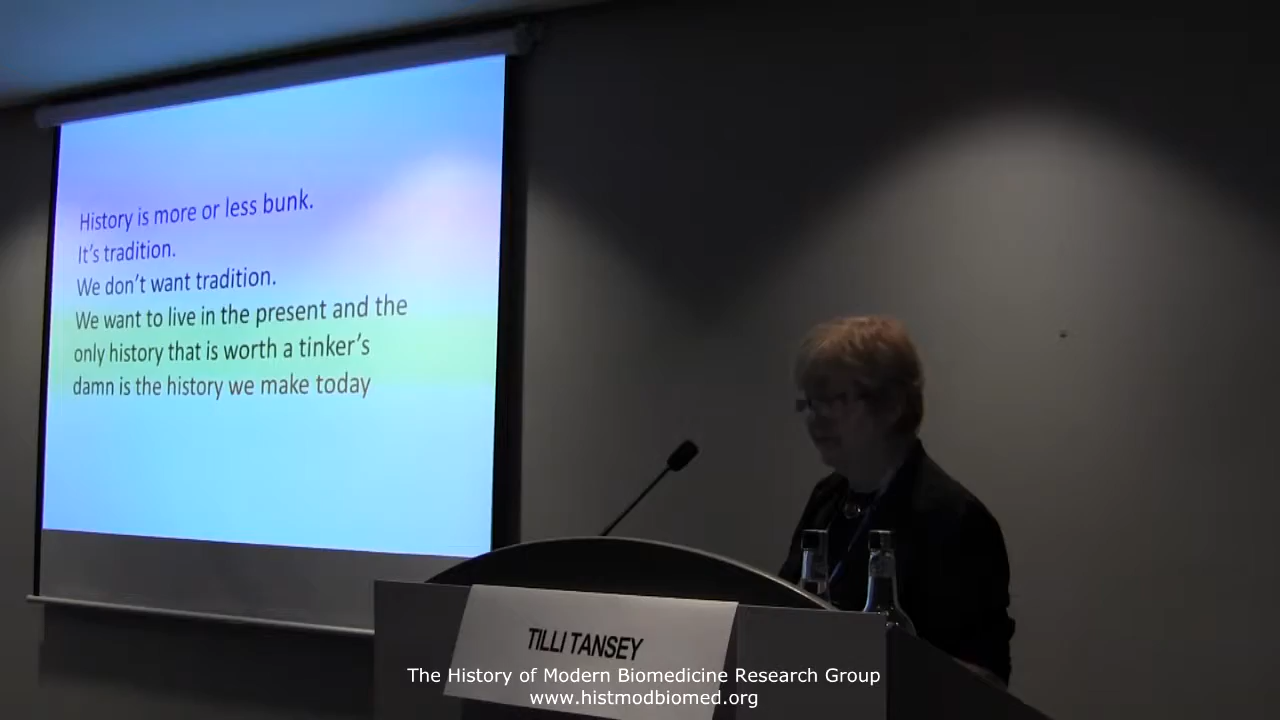 History is more or less bunk.
It's tradition.
We don't want tradition.
We want to live in the present and the
only history that is worth a tinker's
damn is the history we make today
TILLI TANSEY
The History of Modern Biomedicine Research Group
www.histmodbiomed.org